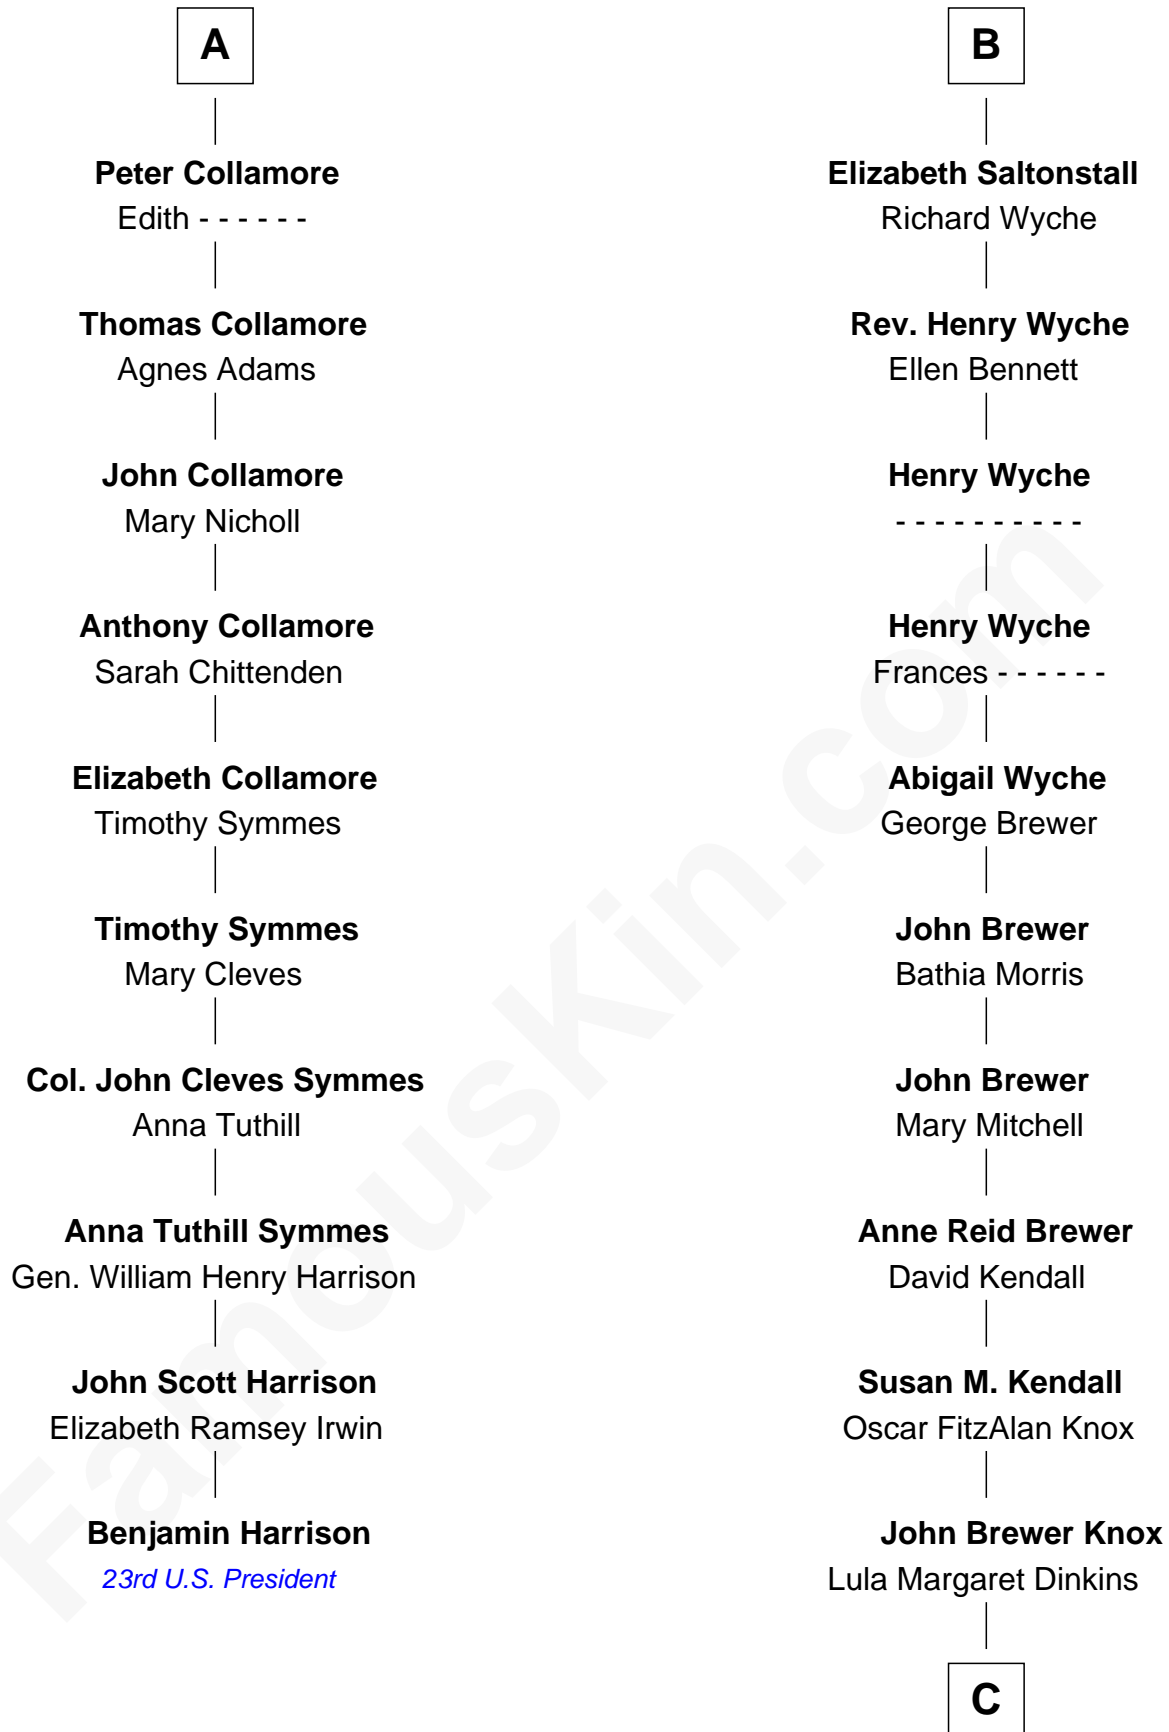 A
Peter Collamore
Edith - - - - - -
Thomas Collamore
Agnes Adams
John Collamore
Mary Nicholl
Anthony Collamore
Sarah Chittenden
Elizabeth Collamore
Timothy Symmes
Timothy Symmes
Mary Cleves
Col. John Cleves Symmes
Anna Tuthill
Anna Tuthill Symmes
Gen. William Henry Harrison
John Scott Harrison
Elizabeth Ramsey Irwin
Benjamin Harrison
23rd U.S. President
B
Elizabeth Saltonstall
Richard Wyche
Rev. Henry Wyche
Ellen Bennett
Henry Wyche
- - - - - - - - - -
Henry Wyche
Frances - - - - - -
Abigail Wyche
George Brewer
John Brewer
Bathia Morris
John Brewer
Mary Mitchell
Anne Reid Brewer
David Kendall
Susan M. Kendall
Oscar FitzAlan Knox
John Brewer Knox
Lula Margaret Dinkins
C
FamousKin.com